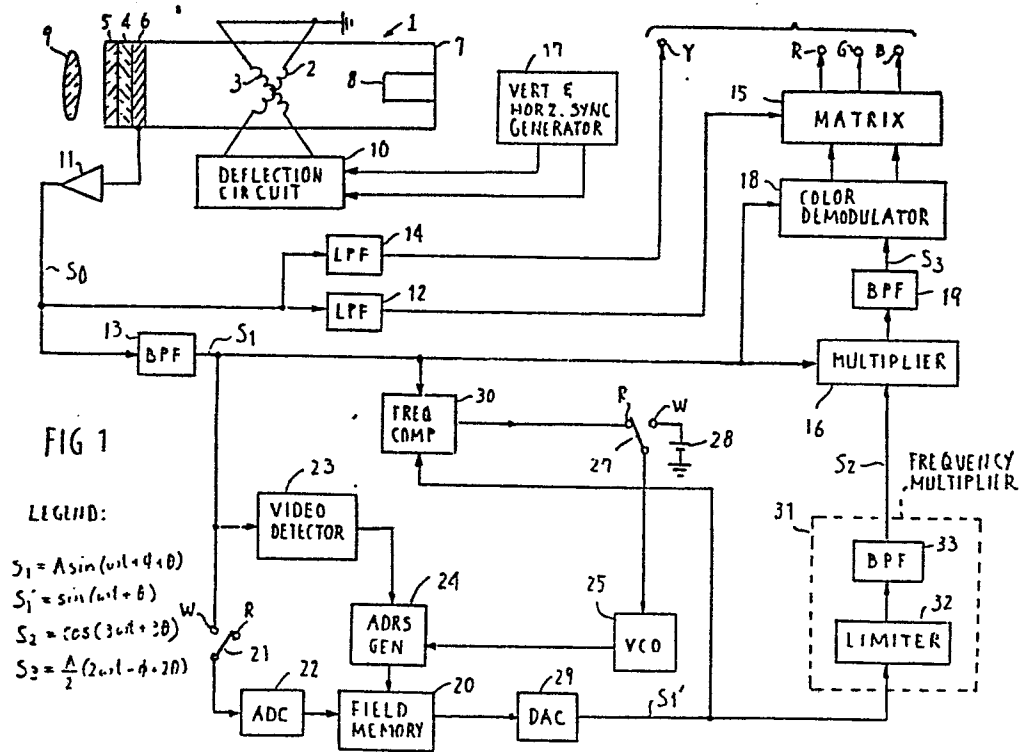 9
5 4 6
1
7
3
2
8
17
VERT &
HORZ. SYNC
GENERATOR
Y
R G B
15
MATRIX
11
10
DEFLECTION
CIRCUIT
18
COLOR
DEMODULATOR
S0
14
LPF
12
LPF
S3
BPF
19
13
BPF
S1
MULTIPLIER
16
30
FREQ
COMP
R
W
27
28
FIG 1
S2
FREQUENCY
MULTIPLIER
31
23
VIDEO
DETECTOR
LEGEND:
S1 = A sin(ωt + φ + θ)
S1' = sin(ωt + θ)
S2 = cos(3ωt + 3θ)
S3 = A/2 (2ωt - φ + 2θ)
W
R
21
24
ADRS
GEN
25
VCO
BPF
33
32
LIMITER
22
ADC
20
FIELD
MEMORY
29
DAC
S1'